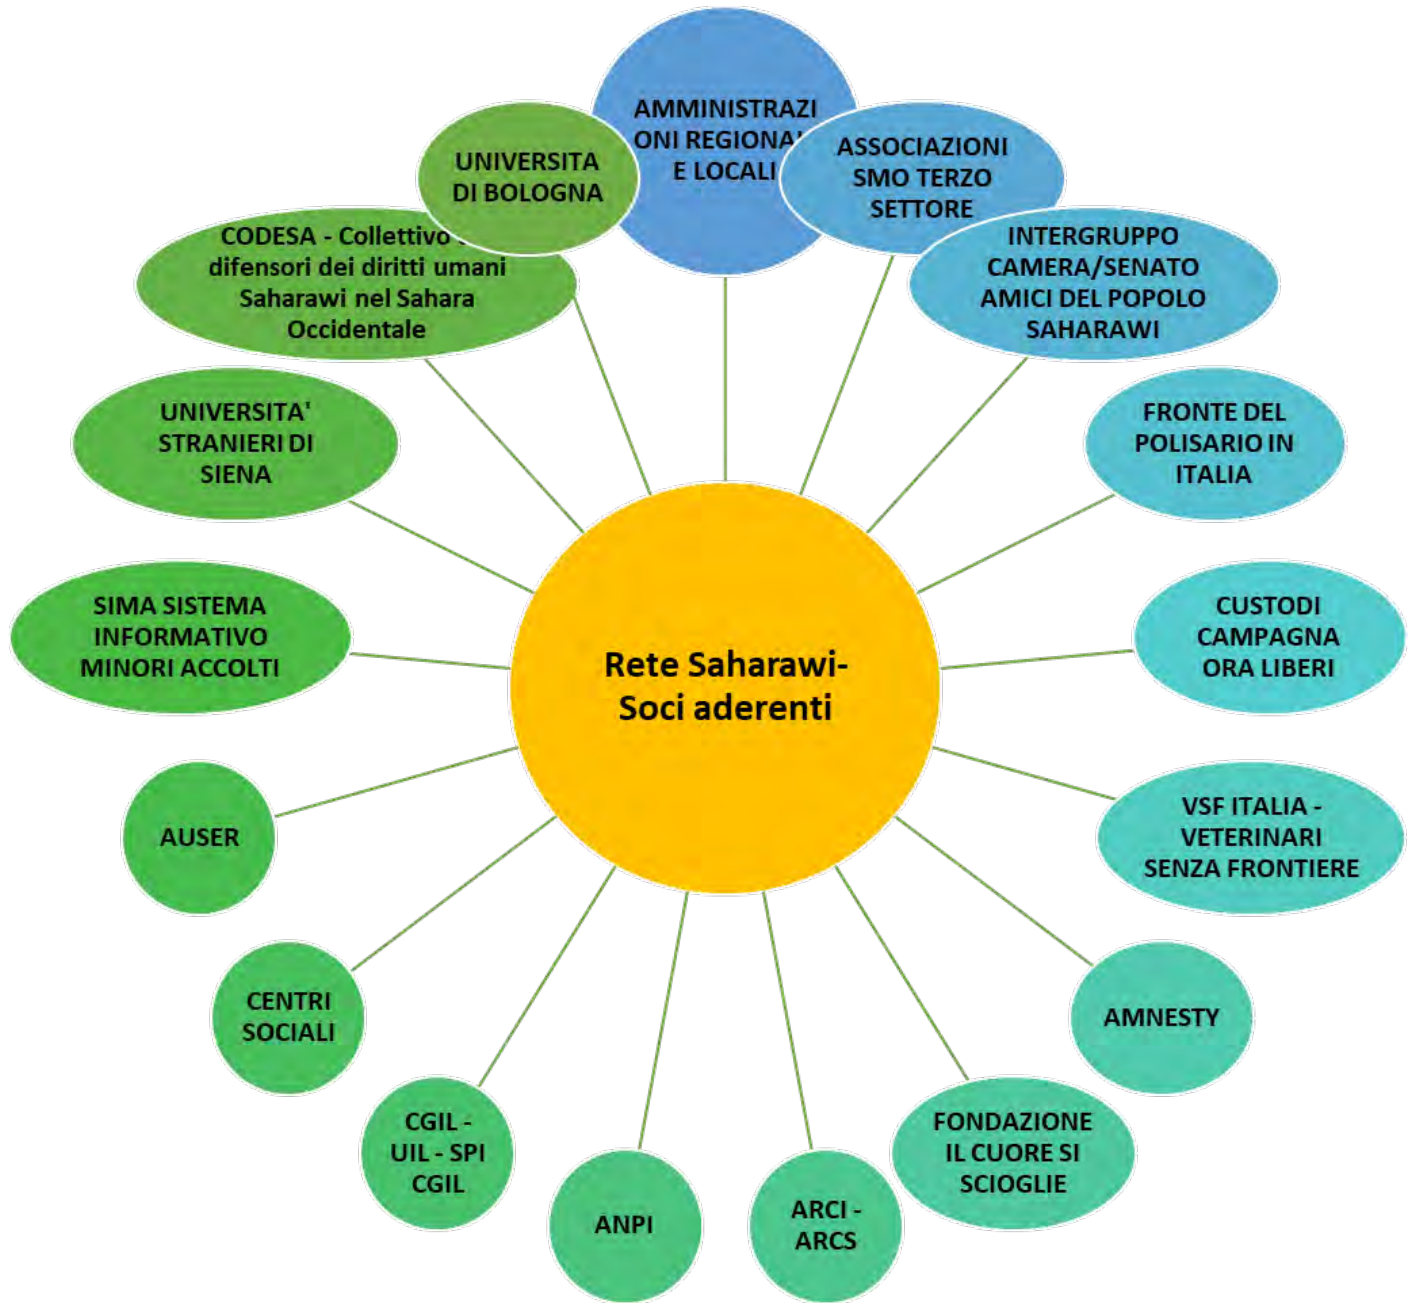 AMMINISTRAZI
ONI
E LOCALI
ASSOCIAZIONI
SMO TERZO
SETTORE
INTERGRUPPO
CAMERA/SENATO
AMICI DEL POPOLO
SAHARAWI
FRONTE DEL
POLISARIO IN
ITALIA
CUSTODI
CAMPAGNA
ORA LIBERI
VSF ITALIA -
VETERINARI
SENZA FRONTIERE
AMNESTY
FONDAZIONE
IL CUORE SI
SCIOGLIE
ARCI -
ARCS
ANPI
CGIL -
UIL - SPI
CGIL
CENTRI
SOCIALI
AUSER
SIMA SISTEMA
INFORMATIVO
MINORI ACCOLTI
UNIVERSITA'
STRANIERI DI
SIENA
CODESA - Collettivo
difensori dei diritti umani
Saharawi nel Sahara
Occidentale
UNIVERSITA
DI BOLOGNA
Rete Saharawi-
Soci aderenti